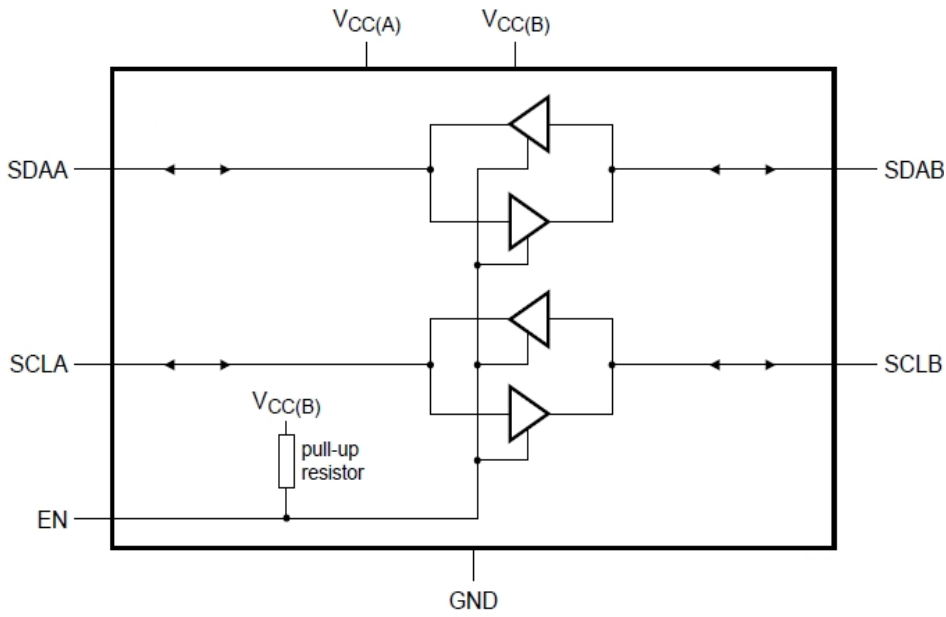 VCC(A) VCC(B)
SDAA SDAB
SCLA SCLB
VCC(B)
pull-up
resistor
EN
GND